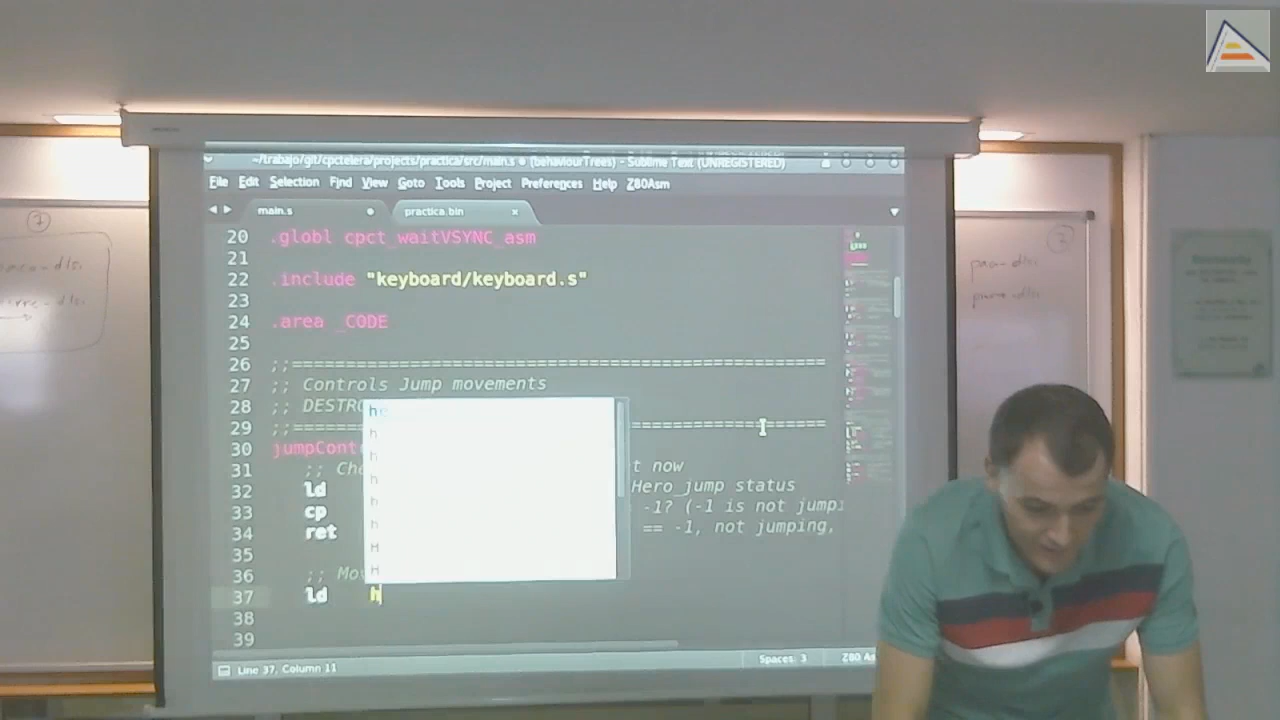 ~/trabajo/git/cpctelera/projects/practica/src/main.s • (behaviourTrees) - Sublime Text (UNREGISTERED)
File Edit Selection Find View Goto Tools Project Preferences Help Z80Asm
main.s practica.bin
20 .globl cpct_waitVSYNC_asm
21
22 .include "keyboard/keyboard.s"
23
24 .area _CODE
25
26 ;;==================================================
27 ;; Controls Jump movements
28 ;; DESTRO
29 ;;==================================================
30 jumpCont
31 ;; Che t now
32 ld Hero_jump status
33 cp -1? (-1 is not jumpi
34 ret == -1, not jumping,
35
36 ;; Mov
37 ld h
38
39
he
h
h
h
h
h
H
H
Line 37, Column 11
Spaces: 3
Z80 As